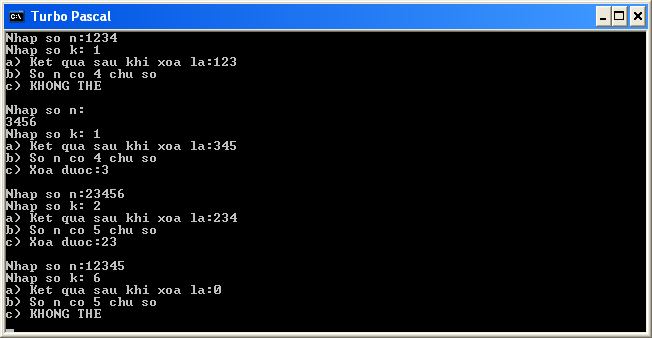 Turbo Pascal
Nhap so n:1234
Nhap so k: 1
a) Ket qua sau khi xoa la:123
b) So n co 4 chu so
c) KHONG THE
Nhap so n:
3456
Nhap so k: 1
a) Ket qua sau khi xoa la:345
b) So n co 4 chu so
c) Xoa duoc:3
Nhap so n:23456
Nhap so k: 2
a) Ket qua sau khi xoa la:234
b) So n co 5 chu so
c) Xoa duoc:23
Nhap so n:12345
Nhap so k: 6
a) Ket qua sau khi xoa la:0
b) So n co 5 chu so
c) KHONG THE